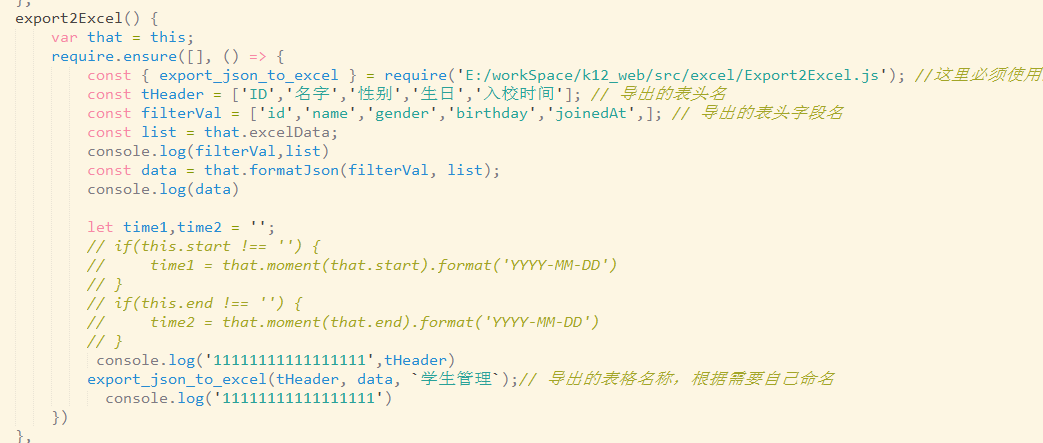 },
export2Excel() {
    var that = this;
    require.ensure([], () => {
        const { export_json_to_excel } = require('E:/workSpace/k12_web/src/excel/Export2Excel.js'); //这里必须使用
        const tHeader = ['ID','名字','性别','生日','入校时间']; // 导出的表头名
        const filterVal = ['id','name','gender','birthday','joinedAt',]; // 导出的表头字段名
        const list = that.excelData;
        console.log(filterVal,list)
        const data = that.formatJson(filterVal, list);
        console.log(data)
        let time1,time2 = '';
        // if(this.start !== '') {
        //     time1 = that.moment(that.start).format('YYYY-MM-DD')
        // }
        // if(this.end !== '') {
        //     time2 = that.moment(that.end).format('YYYY-MM-DD')
        // }
         console.log('11111111111111111',tHeader)
        export_json_to_excel(tHeader, data, `学生管理`);// 导出的表格名称，根据需要自己命名
          console.log('11111111111111111')
    })
},